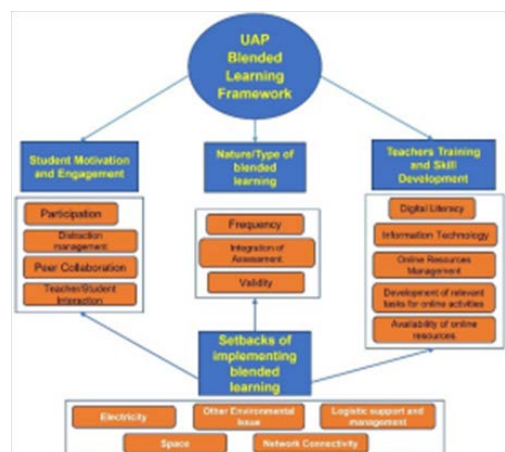 UAP
Blended
Learning
Framework
Student Motivation
and Engagement
Nature/Type of
blended
learning
Teachers Training
and Skill
Development
Participation
Distraction
management
Peer Collaboration
Teacher/Student
Interaction
Frequency
Integration of
Assessment
Validity
Digital Literacy
Information Technology
Online Resources
Management
Development of relevant
tasks for online activities
Availability of online
resources
Setbacks of
implementing
blended
learning
Electricity
Other Environmental
Issue
Logistic support and
management
Space
Network Connectivity